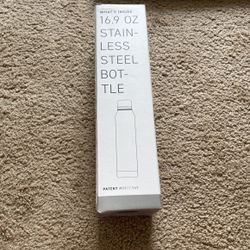 WHAT'S INSIDE
16.9 OZ
STAIN-
LESS
STEEL
BOT-
TLE